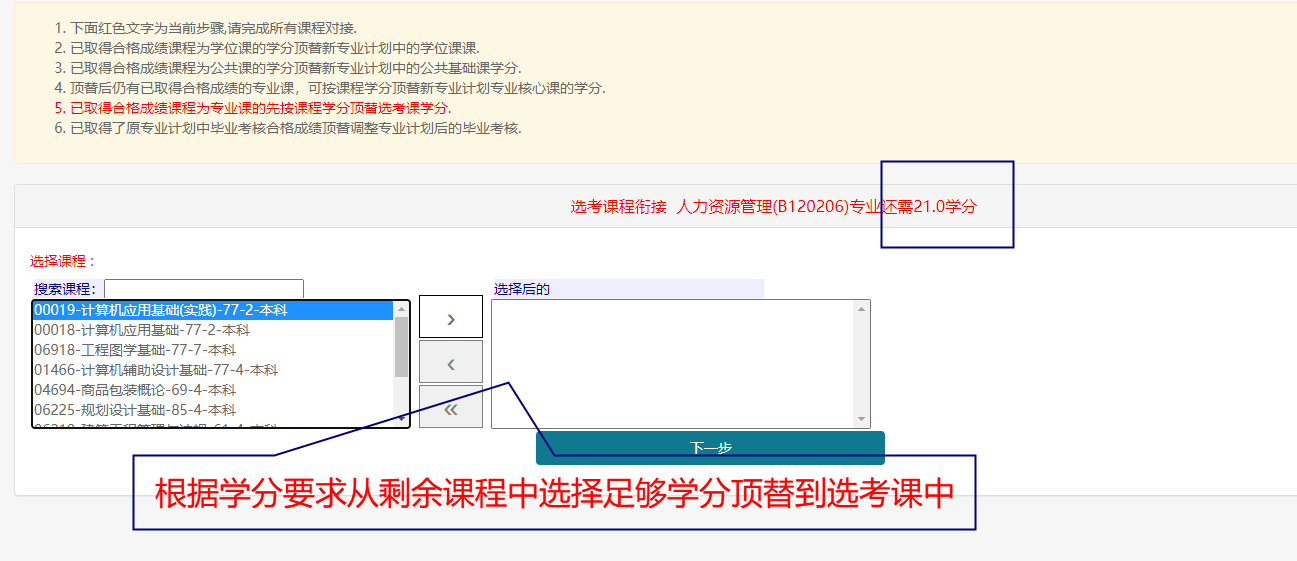 1. 下面红色文字为当前步骤,请完成所有课程对接.
2. 已取得合格成绩课程为学位课的学分顶替新专业计划中的学位课课.
3. 已取得合格成绩课程为公共课的学分顶替新专业计划中的公共基础课学分.
4. 顶替后仍有已取得合格成绩的专业课，可按课程学分顶替新专业计划专业核心课的学分.
5. 已取得合格成绩课程为专业课的先按课程学分顶替选考课学分.
6. 已取得了原专业计划中毕业考核合格成绩顶替调整专业计划后的毕业考核.
选考课程衔接 人力资源管理(B120206)专业还需21.0学分
选择课程：
搜索课程：
选择后的
00019-计算机应用基础(实践)-77-2-本科
00018-计算机应用基础-77-2-本科
06918-工程图学基础-77-7-本科
01466-计算机辅助设计基础-77-4-本科
04694-商品包装概论-69-4-本科
06225-规划设计基础-85-4-本科
›
‹
«
下一步
根据学分要求从剩余课程中选择足够学分顶替到选考课中